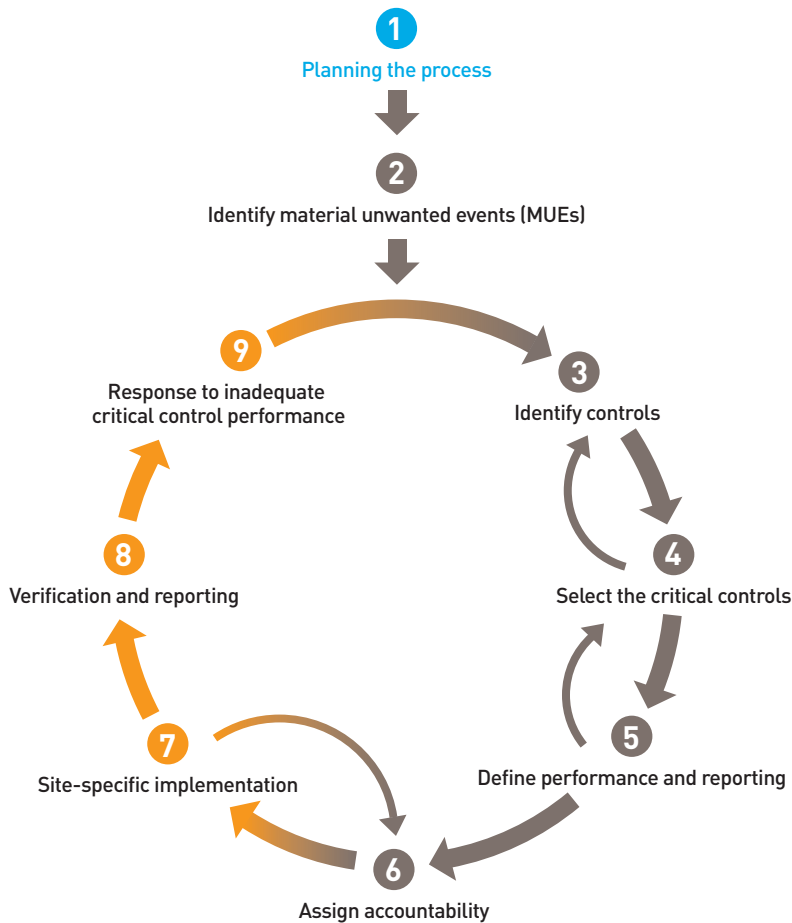 1
Planning the process
2
Identify material unwanted events (MUEs)
3
Identify controls
4
Select the critical controls
5
Define performance and reporting
6
Assign accountability
7
Site-specific implementation
8
Verification and reporting
9
Response to inadequate
critical control performance